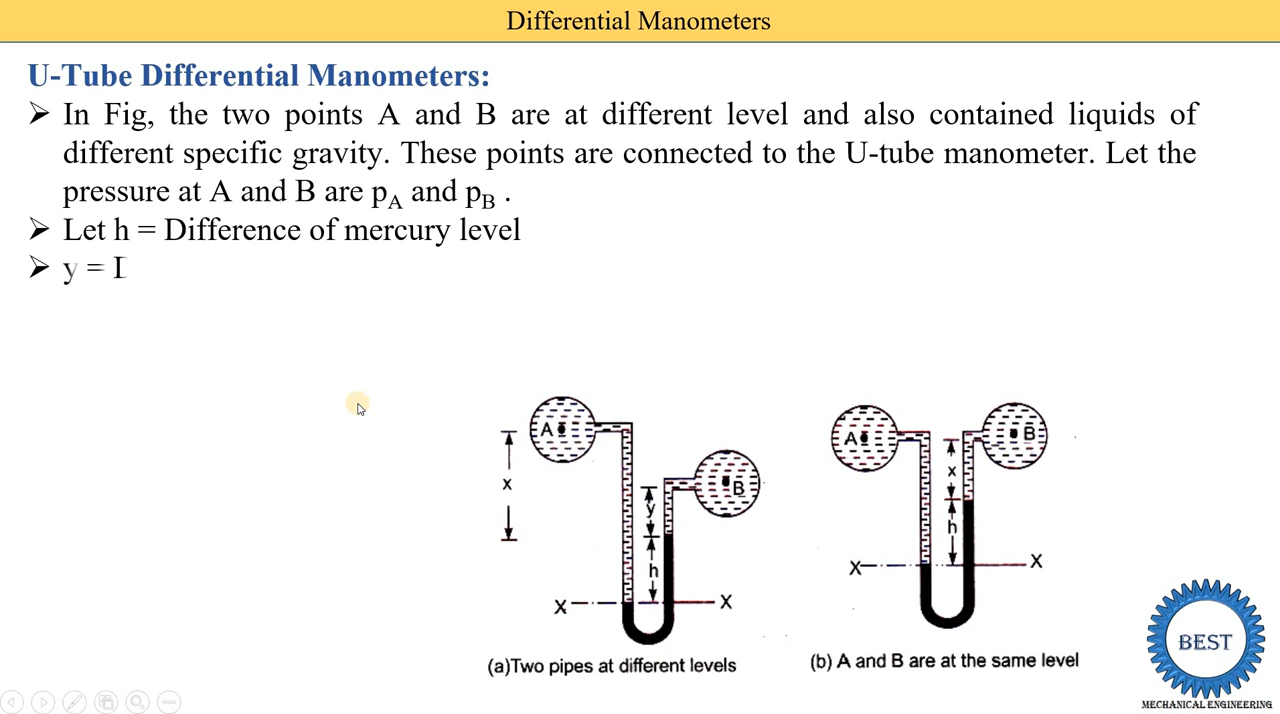 Differential Manometers
U-Tube Differential Manometers:
➢ In Fig, the two points A and B are at different level and also contained liquids of
different specific gravity. These points are connected to the U-tube manometer. Let the
pressure at A and B are pA and pB .
➢ Let h = Difference of mercury level
➢ y =
A
x
B
y
h
X X
(a)Two pipes at different levels
A
B
x
h
X X
(b) A and B are at the same level
BEST
MECHANICAL ENGINEERING